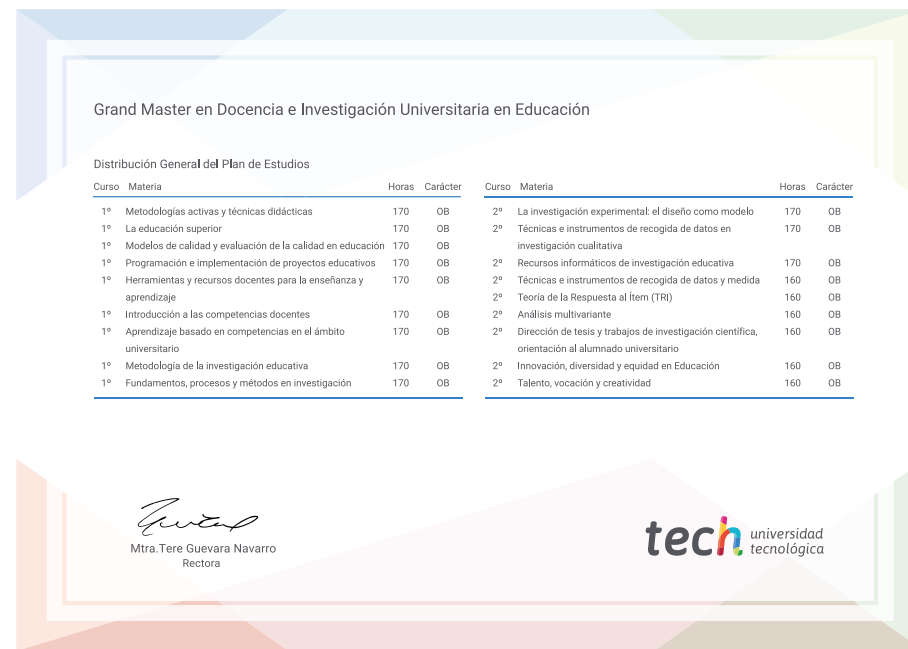 Grand Master en Docencia e Investigación Universitaria en Educación
Distribución General del Plan de Estudios
Curso Materia Horas Carácter
1º Metodologías activas y técnicas didácticas 170 OB
1º La educación superior 170 OB
1º Modelos de calidad y evaluación de la calidad en educación 170 OB
1º Programación e implementación de proyectos educativos 170 OB
1º Herramientas y recursos docentes para la enseñanza y 170 OB
aprendizaje
1º Introducción a las competencias docentes 170 OB
1º Aprendizaje basado en competencias en el ámbito 170 OB
universitario
1º Metodología de la investigación educativa 170 OB
1º Fundamentos, procesos y métodos en investigación 170 OB
Curso Materia Horas Carácter
2º La investigación experimental: el diseño como modelo 170 OB
2º Técnicas e instrumentos de recogida de datos en 170 OB
investigación cualitativa
2º Recursos informáticos de investigación educativa 170 OB
2º Técnicas e instrumentos de recogida de datos y medida 160 OB
2º Teoría de la Respuesta al Ítem (TRI) 160 OB
2º Análisis multivariante 160 OB
2º Dirección de tesis y trabajos de investigación científica, 160 OB
orientación al alumnado universitario
2º Innovación, diversidad y equidad en Educación 160 OB
2º Talento, vocación y creatividad 160 OB
Mtra.Tere Guevara Navarro
Rectora
tech universidad
tecnológica